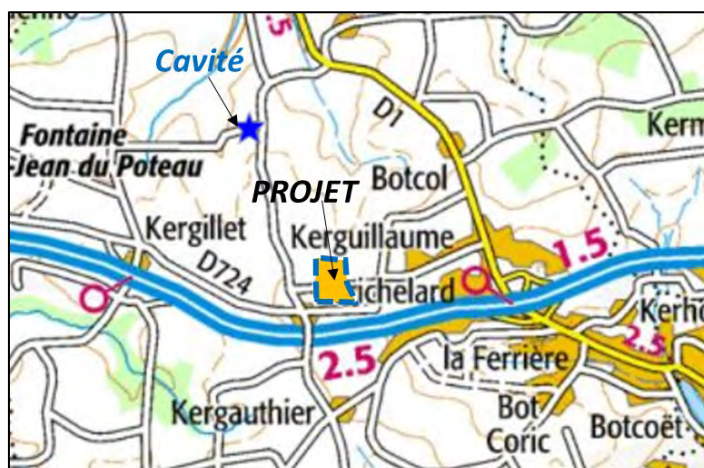 .5
Cavité
D1
Fontaine
-Jean du Poteau
Kerm
PROJET
Botcol
Kergillet
Kerguillaume
D724
1.5
ichelard
Kerho
2.5
2.5
la Ferrière
Kergauthier
Bot
Coric
Botcoët